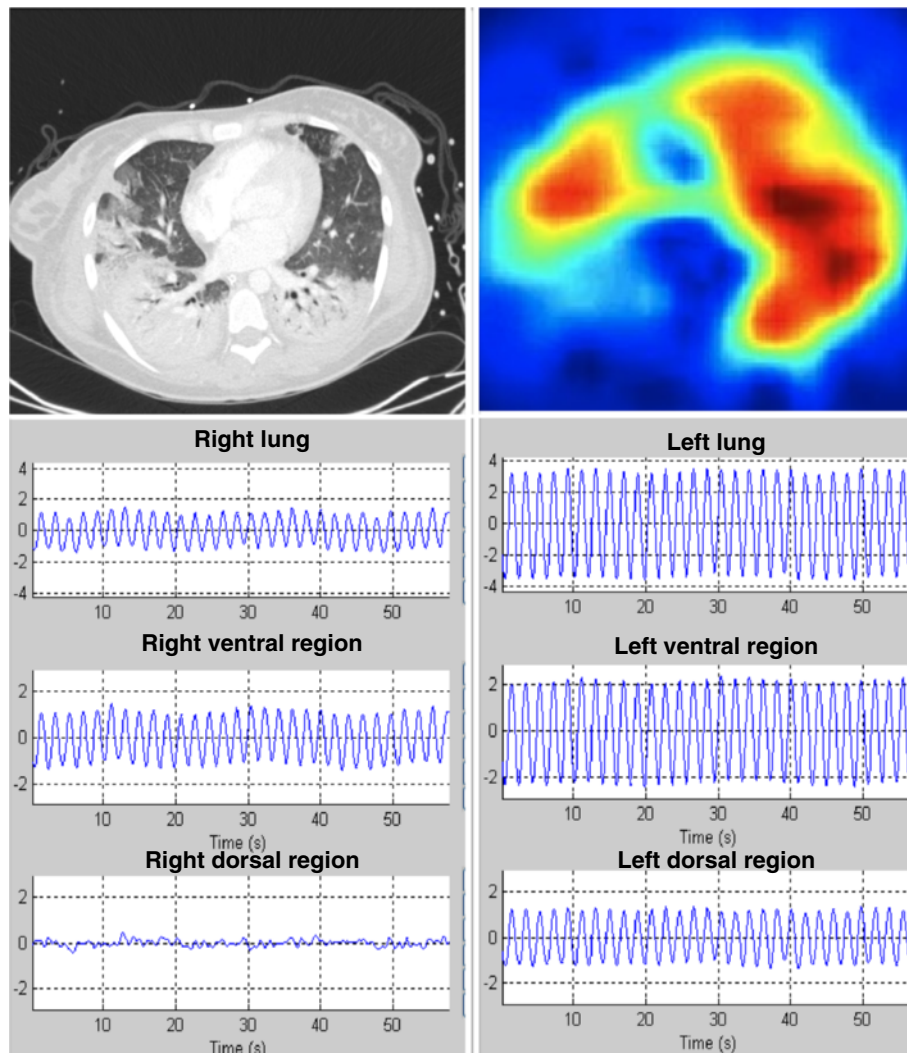 Right lung
4
2
0
-2
-4
10 20 30 40 50
Right ventral region
2
0
-2
10 20 30 40 50
Time (s)
Right dorsal region
2
0
-2
10 20 30 40 50
Time (s)
Left lung
4
2
0
-2
-4
10 20 30 40 50
Left ventral region
2
0
-2
10 20 30 40 50
Time (s)
Left dorsal region
2
0
-2
10 20 30 40 50
Time (s)